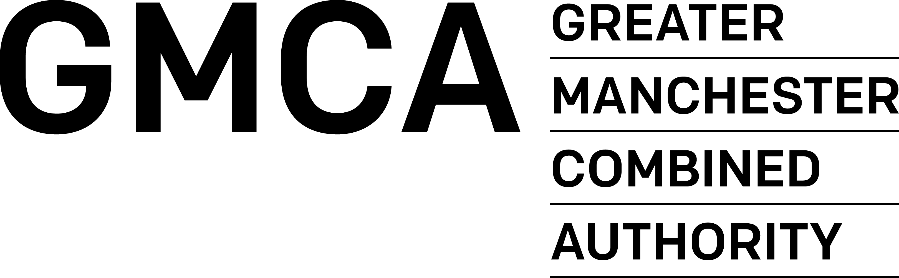 GMCA
GREATER
MANCHESTER
COMBINED
AUTHORITY